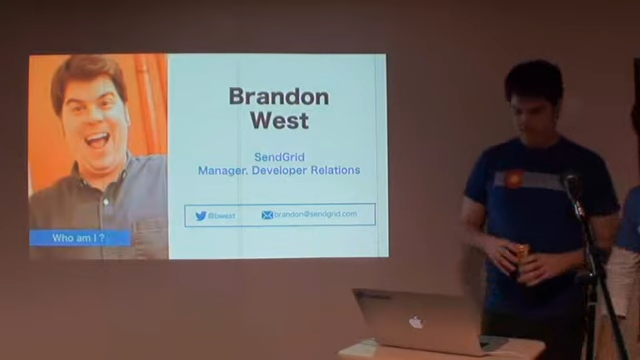 Brandon
West
SendGrid
Manager. Developer Relations
@bwest
brandon@sendgrid.com
Who am I ?